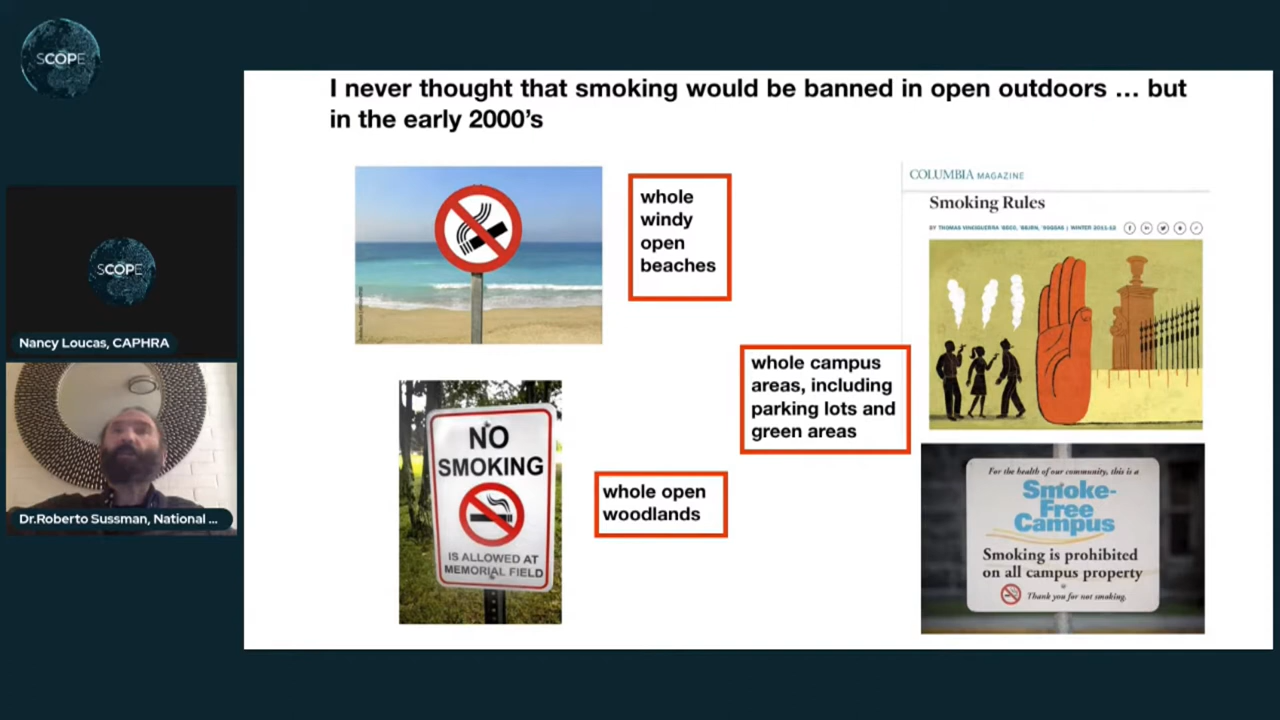 SCOPE
I never thought that smoking would be banned in open outdoors ... but
in the early 2000's
whole
windy
open
beaches
COLUMBIA MAGAZINE
Smoking Rules
WINTER 2011-12
whole campus
areas, including
parking lots and
green areas
SCOPE
Nancy Loucas, CAPHRA
Dr.Roberto Sussman, National ...
NO
SMOKING
IS ALLOWED AT
MEMORIAL FIELD
whole open
woodlands
For the health of our community, this is a
Smoke-
Free
Campus
Smoking is prohibited
on all campus property
Thank you for not smoking.